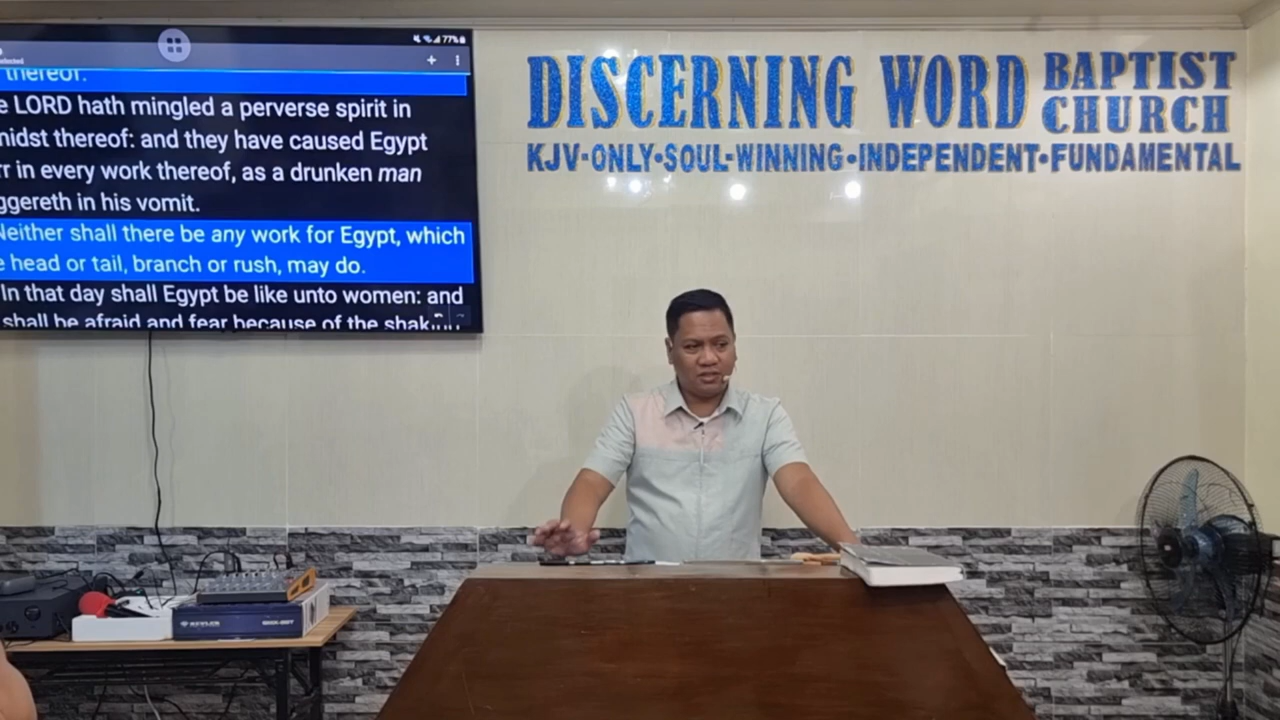 77%
thereof.
e LORD hath mingled a perverse spirit in
midst thereof: and they have caused Egypt
rr in every work thereof, as a drunken man
ggereth in his vomit.
Neither shall there be any work for Egypt, which
e head or tail, branch or rush, may do.
In that day shall Egypt be like unto women: and
shall be afraid and fear because of the shaking
DISCERNING WORD BAPTIST CHURCH
KJV-ONLY•SOUL-WINNING•INDEPENDENT•FUNDAMENTAL